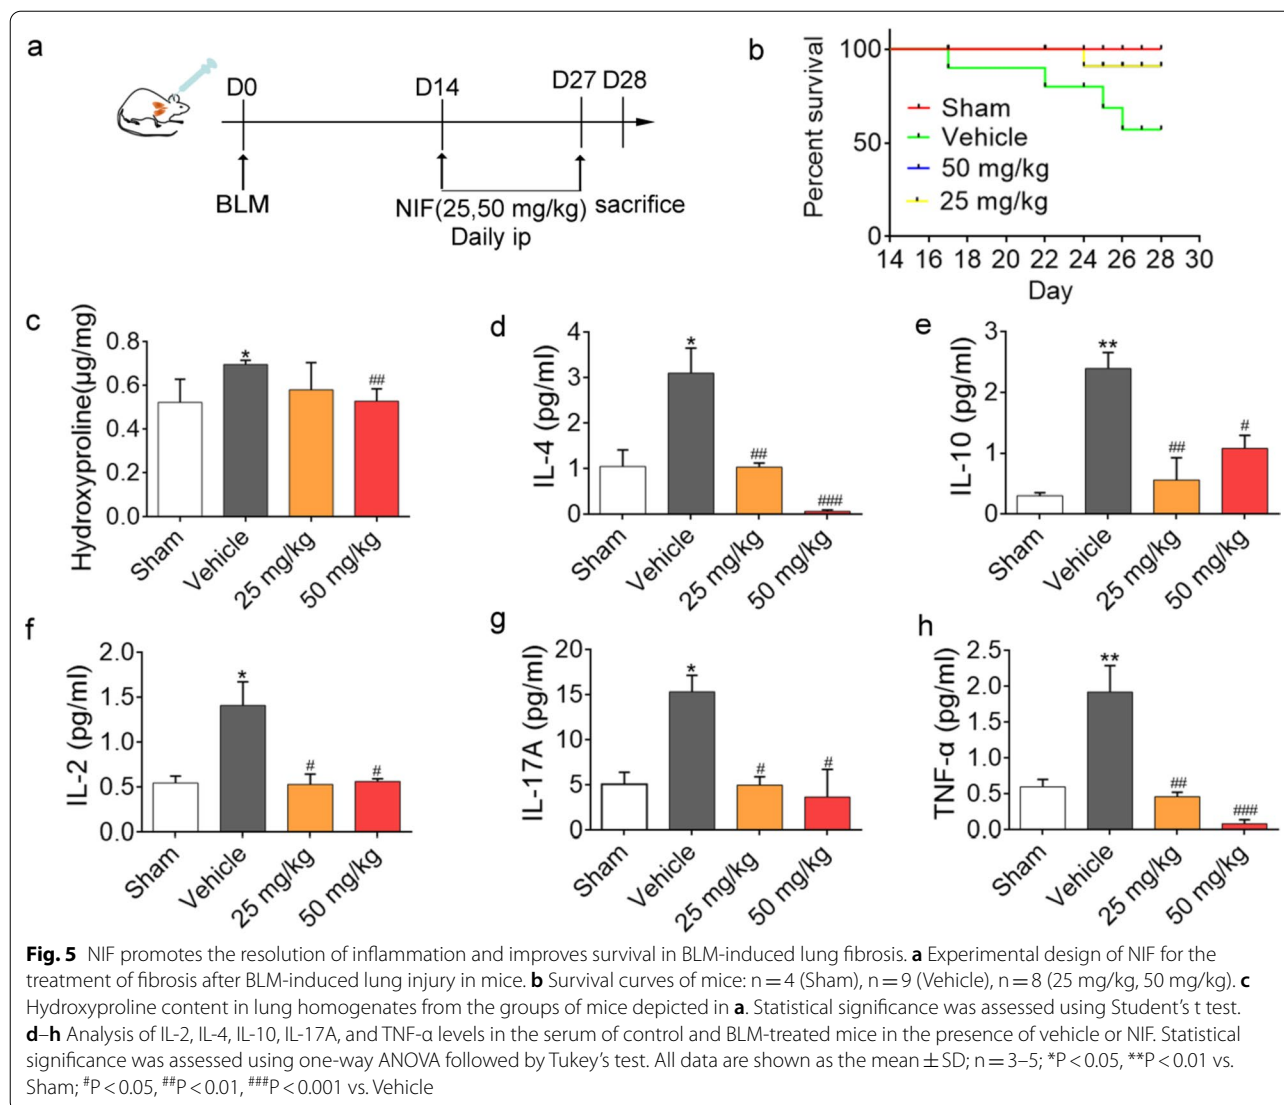 a
D0
D14
D27 D28
BLM
NIF(25,50 mg/kg) sacrifice
Daily ip
b
Percent survival
100
50
0
Sham
Vehicle
50 mg/kg
25 mg/kg
14 16 18 20 22 24 26 28 30
Day
c
Hydroxyproline(μg/mg)
0.8
0.6
0.4
0.2
0.0
*
##
Sham
Vehicle
25 mg/kg
50 mg/kg
d
IL-4 (pg/ml)
4
3
2
1
0
*
##
###
Sham
Vehicle
25 mg/kg
50 mg/kg
e
IL-10 (pg/ml)
3
2
1
0
**
##
#
Sham
Vehicle
25 mg/kg
50 mg/kg
f
IL-2 (pg/ml)
2.0
1.5
1.0
0.5
0.0
*
#
#
Sham
Vehicle
25 mg/kg
50 mg/kg
g
IL-17A (pg/ml)
20
15
10
5
0
*
#
#
Sham
Vehicle
25 mg/kg
50 mg/kg
h
TNF-α (pg/ml)
2.5
2.0
1.5
1.0
0.5
0.0
**
##
###
Sham
Vehicle
25 mg/kg
50 mg/kg
Fig. 5 NIF promotes the resolution of inflammation and improves survival in BLM-induced lung fibrosis. a Experimental design of NIF for the
treatment of fibrosis after BLM-induced lung injury in mice. b Survival curves of mice: n = 4 (Sham), n = 9 (Vehicle), n = 8 (25 mg/kg, 50 mg/kg). c
Hydroxyproline content in lung homogenates from the groups of mice depicted in a. Statistical significance was assessed using Student's t test.
d–h Analysis of IL-2, IL-4, IL-10, IL-17A, and TNF-α levels in the serum of control and BLM-treated mice in the presence of vehicle or NIF. Statistical
significance was assessed using one-way ANOVA followed by Tukey's test. All data are shown as the mean ± SD; n = 3–5; *P < 0.05, **P < 0.01 vs.
Sham; #P < 0.05, ##P < 0.01, ###P < 0.001 vs. Vehicle